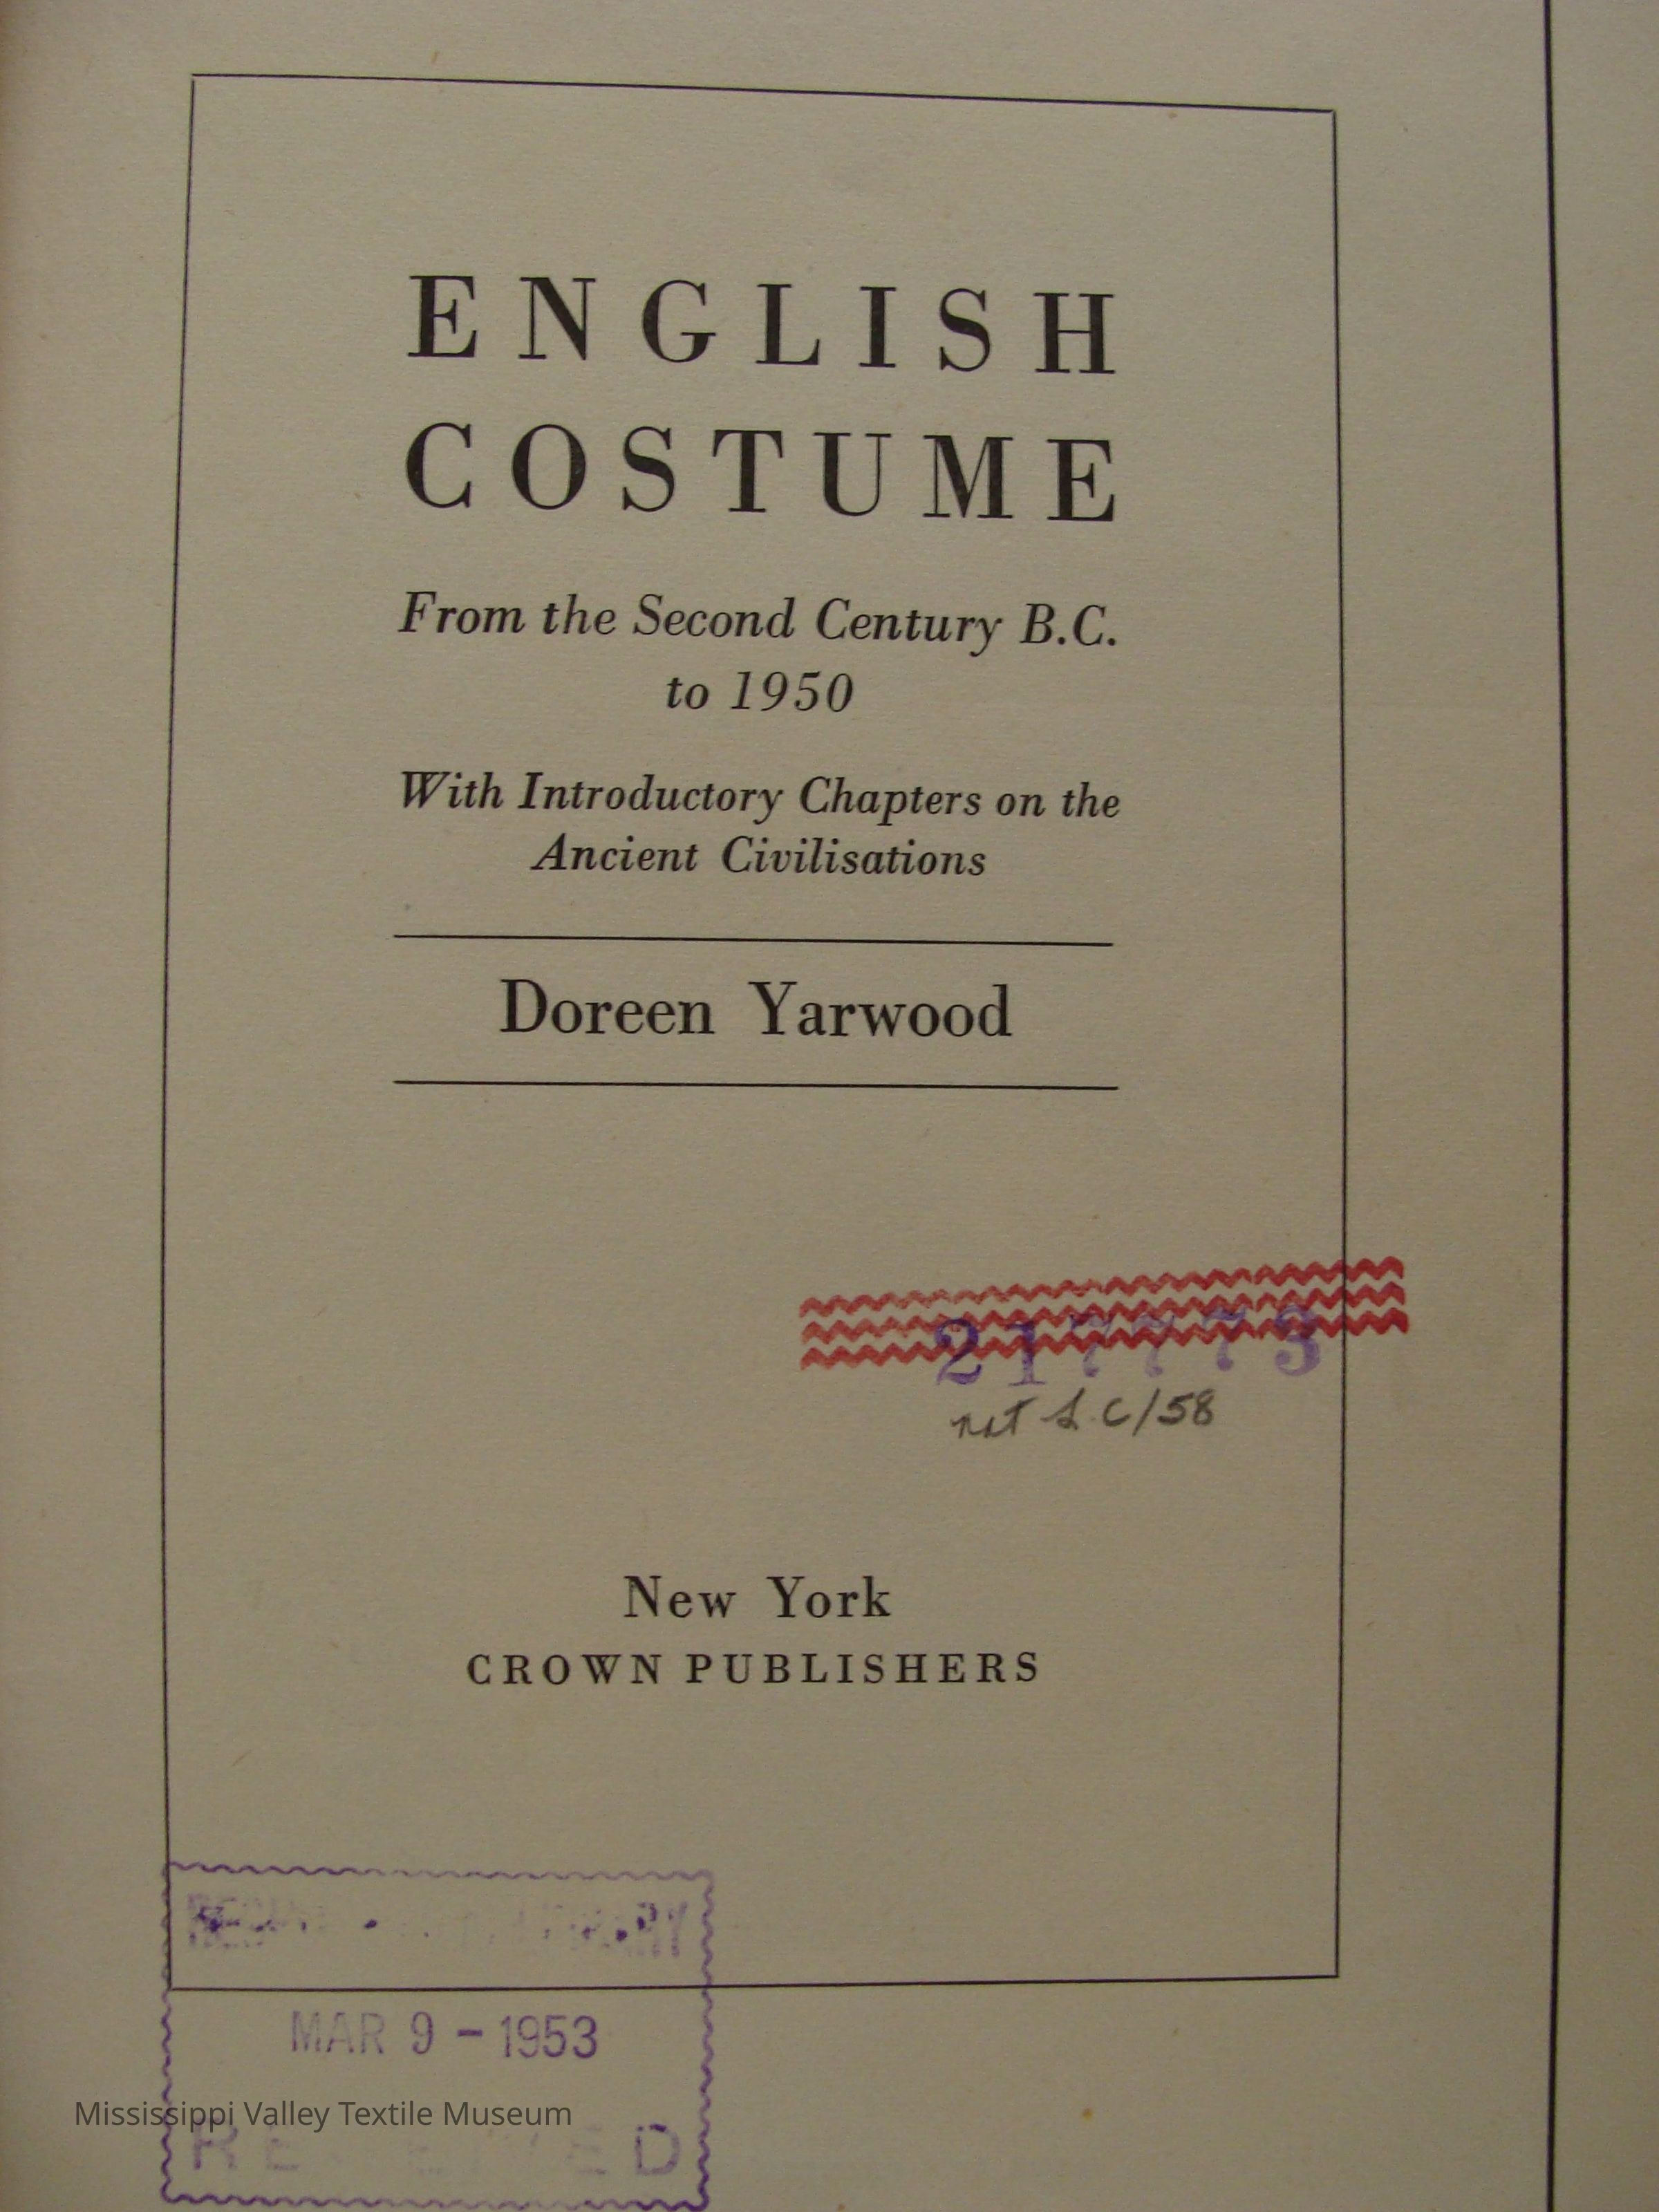 ENGLISH
COSTUME
From the Second Century B.C.
to 1950
With Introductory Chapters on the
Ancient Civilisations
Doreen Yarwood
217773
C/58
New York
CROWN PUBLISHERS
MAR 9 - 1953
Mississippi Valley Textile Museum